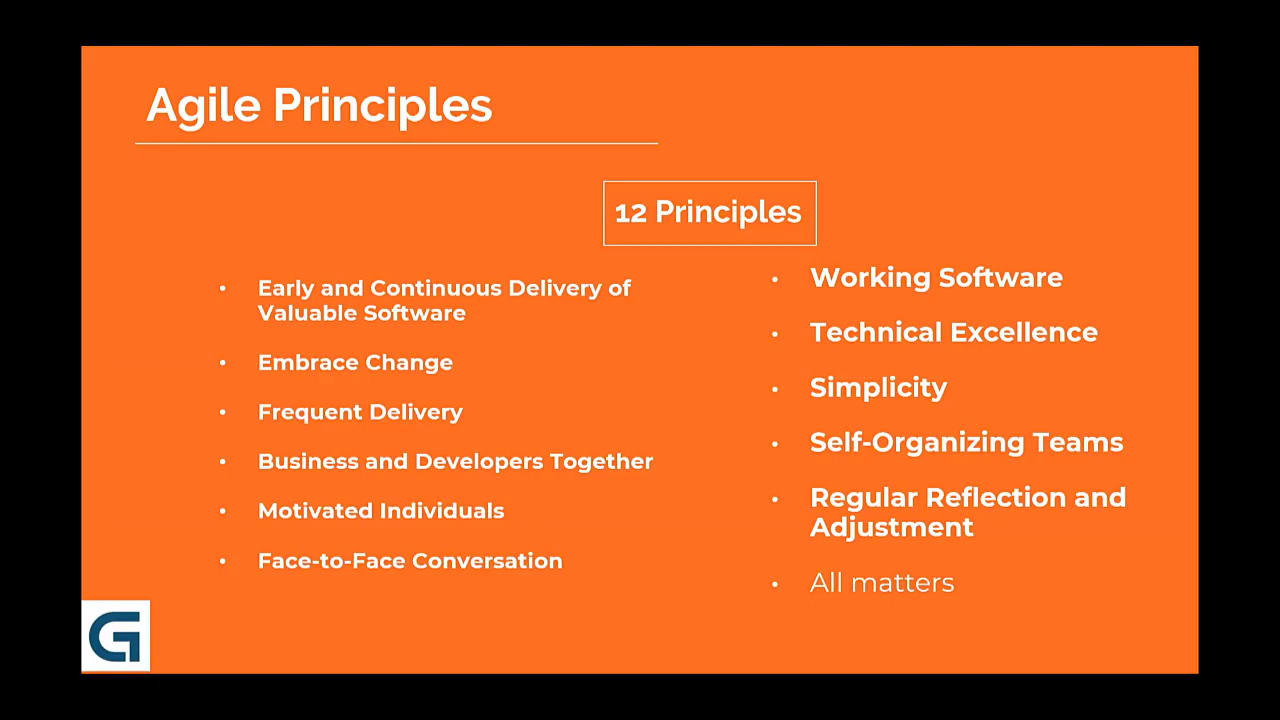 Agile Principles
12 Principles
• Early and Continuous Delivery of
Valuable Software
• Embrace Change
• Frequent Delivery
• Business and Developers Together
• Motivated Individuals
• Face-to-Face Conversation
• Working Software
• Technical Excellence
• Simplicity
• Self-Organizing Teams
• Regular Reflection and
Adjustment
• All matters
G